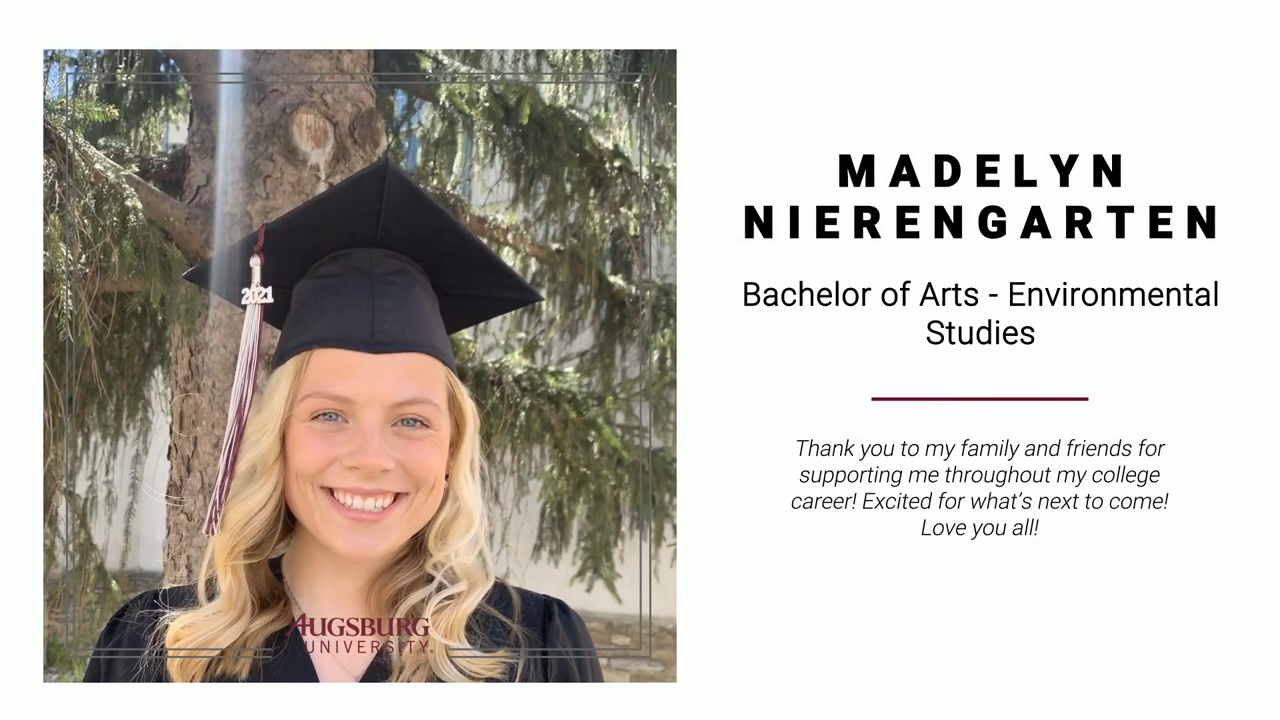 2021
AUGSBURG
UNIVERSITY
MADELYN
NIERENGARTEN
Bachelor of Arts - Environmental
Studies
Thank you to my family and friends for
supporting me throughout my college
career! Excited for what's next to come!
Love you all!